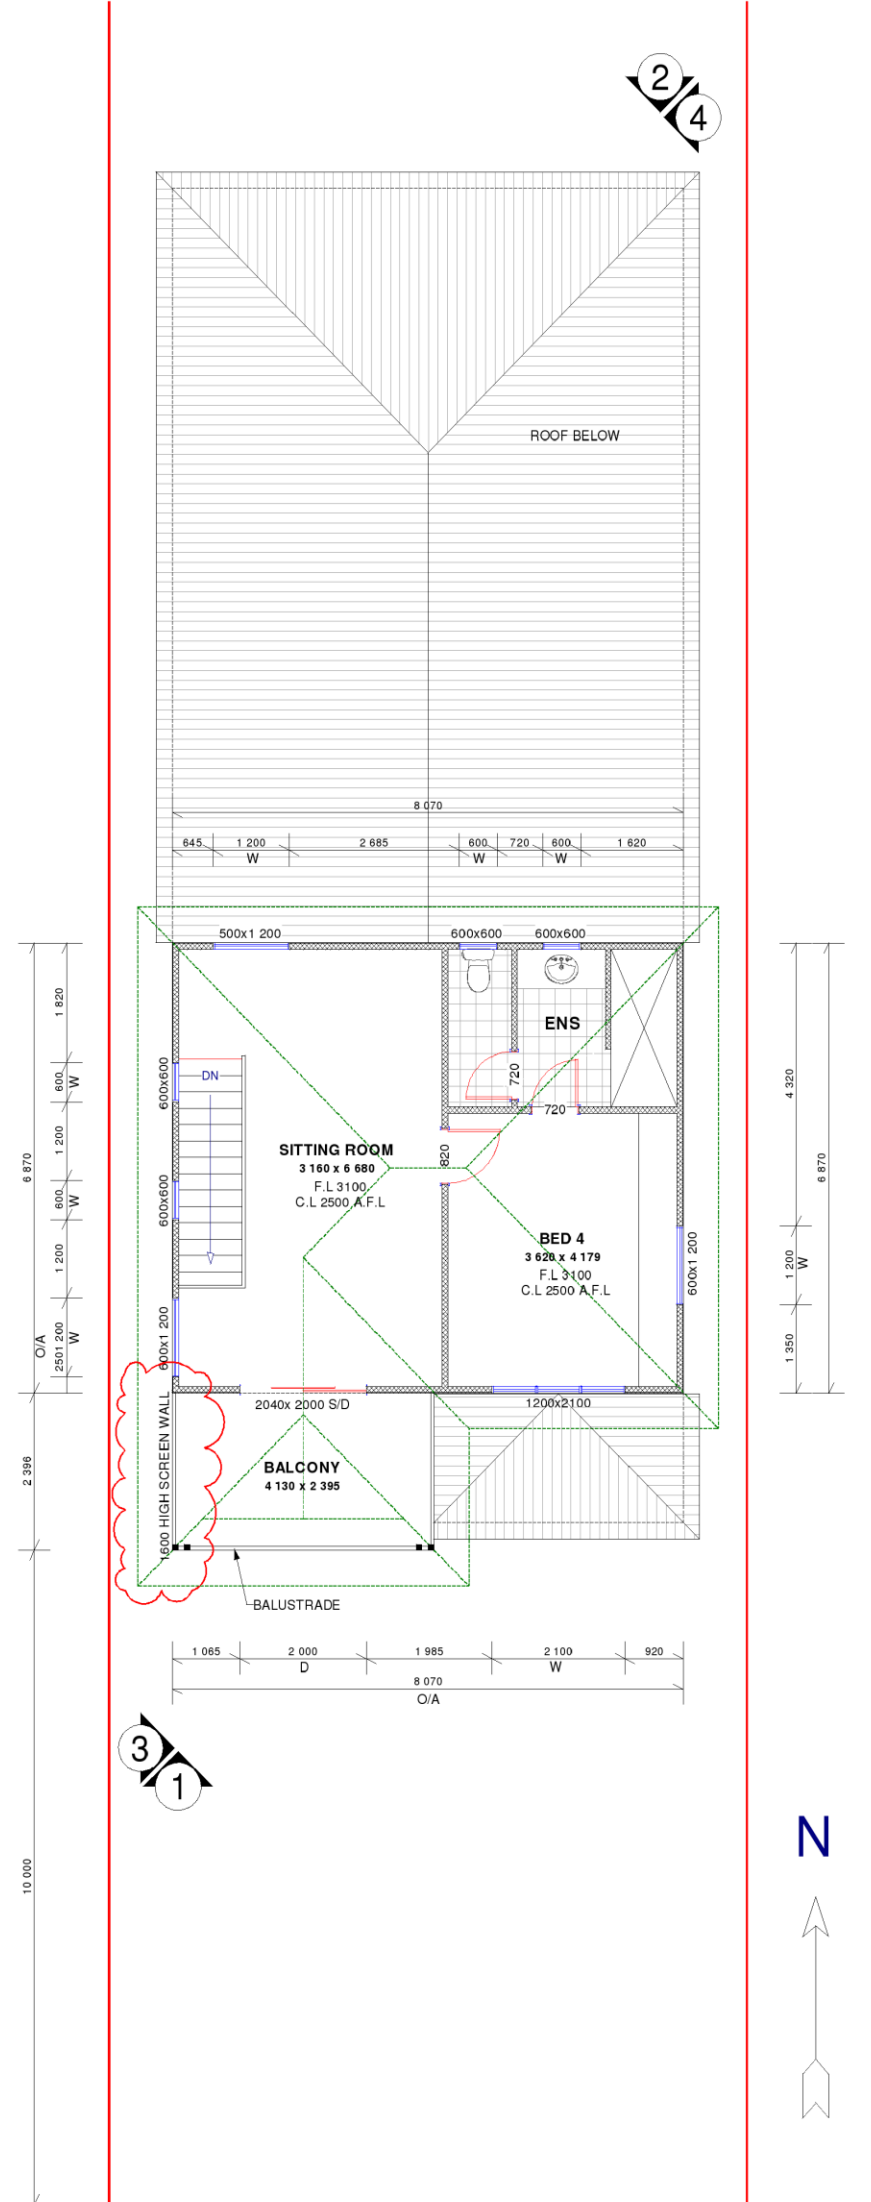 2
4
ROOF BELOW
8 070
645
1 200
W
2 685
600
W
720
600
W
1 620
500x1 200
600x600
600x600
1 820
600
W
1 200
600
W
1 200
1 200
W
250
6 870
O/A
2 396
10 000
600x600
600x600
600x1 200
DN
ENS
720
720
820
SITTING ROOM
3 160 x 6 680
F.L 3100
C.L 2500 A.F.L
BED 4
3 620 x 4 179
F.L 3100
C.L 2500 A.F.L
600x1 200
4 320
1 200
W
1 350
6 870
2040x 2000 S/D
1200x2100
1600 HIGH SCREEN WALL
BALCONY
4 130 x 2 395
BALUSTRADE
1 065
2 000
D
1 985
2 100
W
920
8 070
O/A
3
1
N